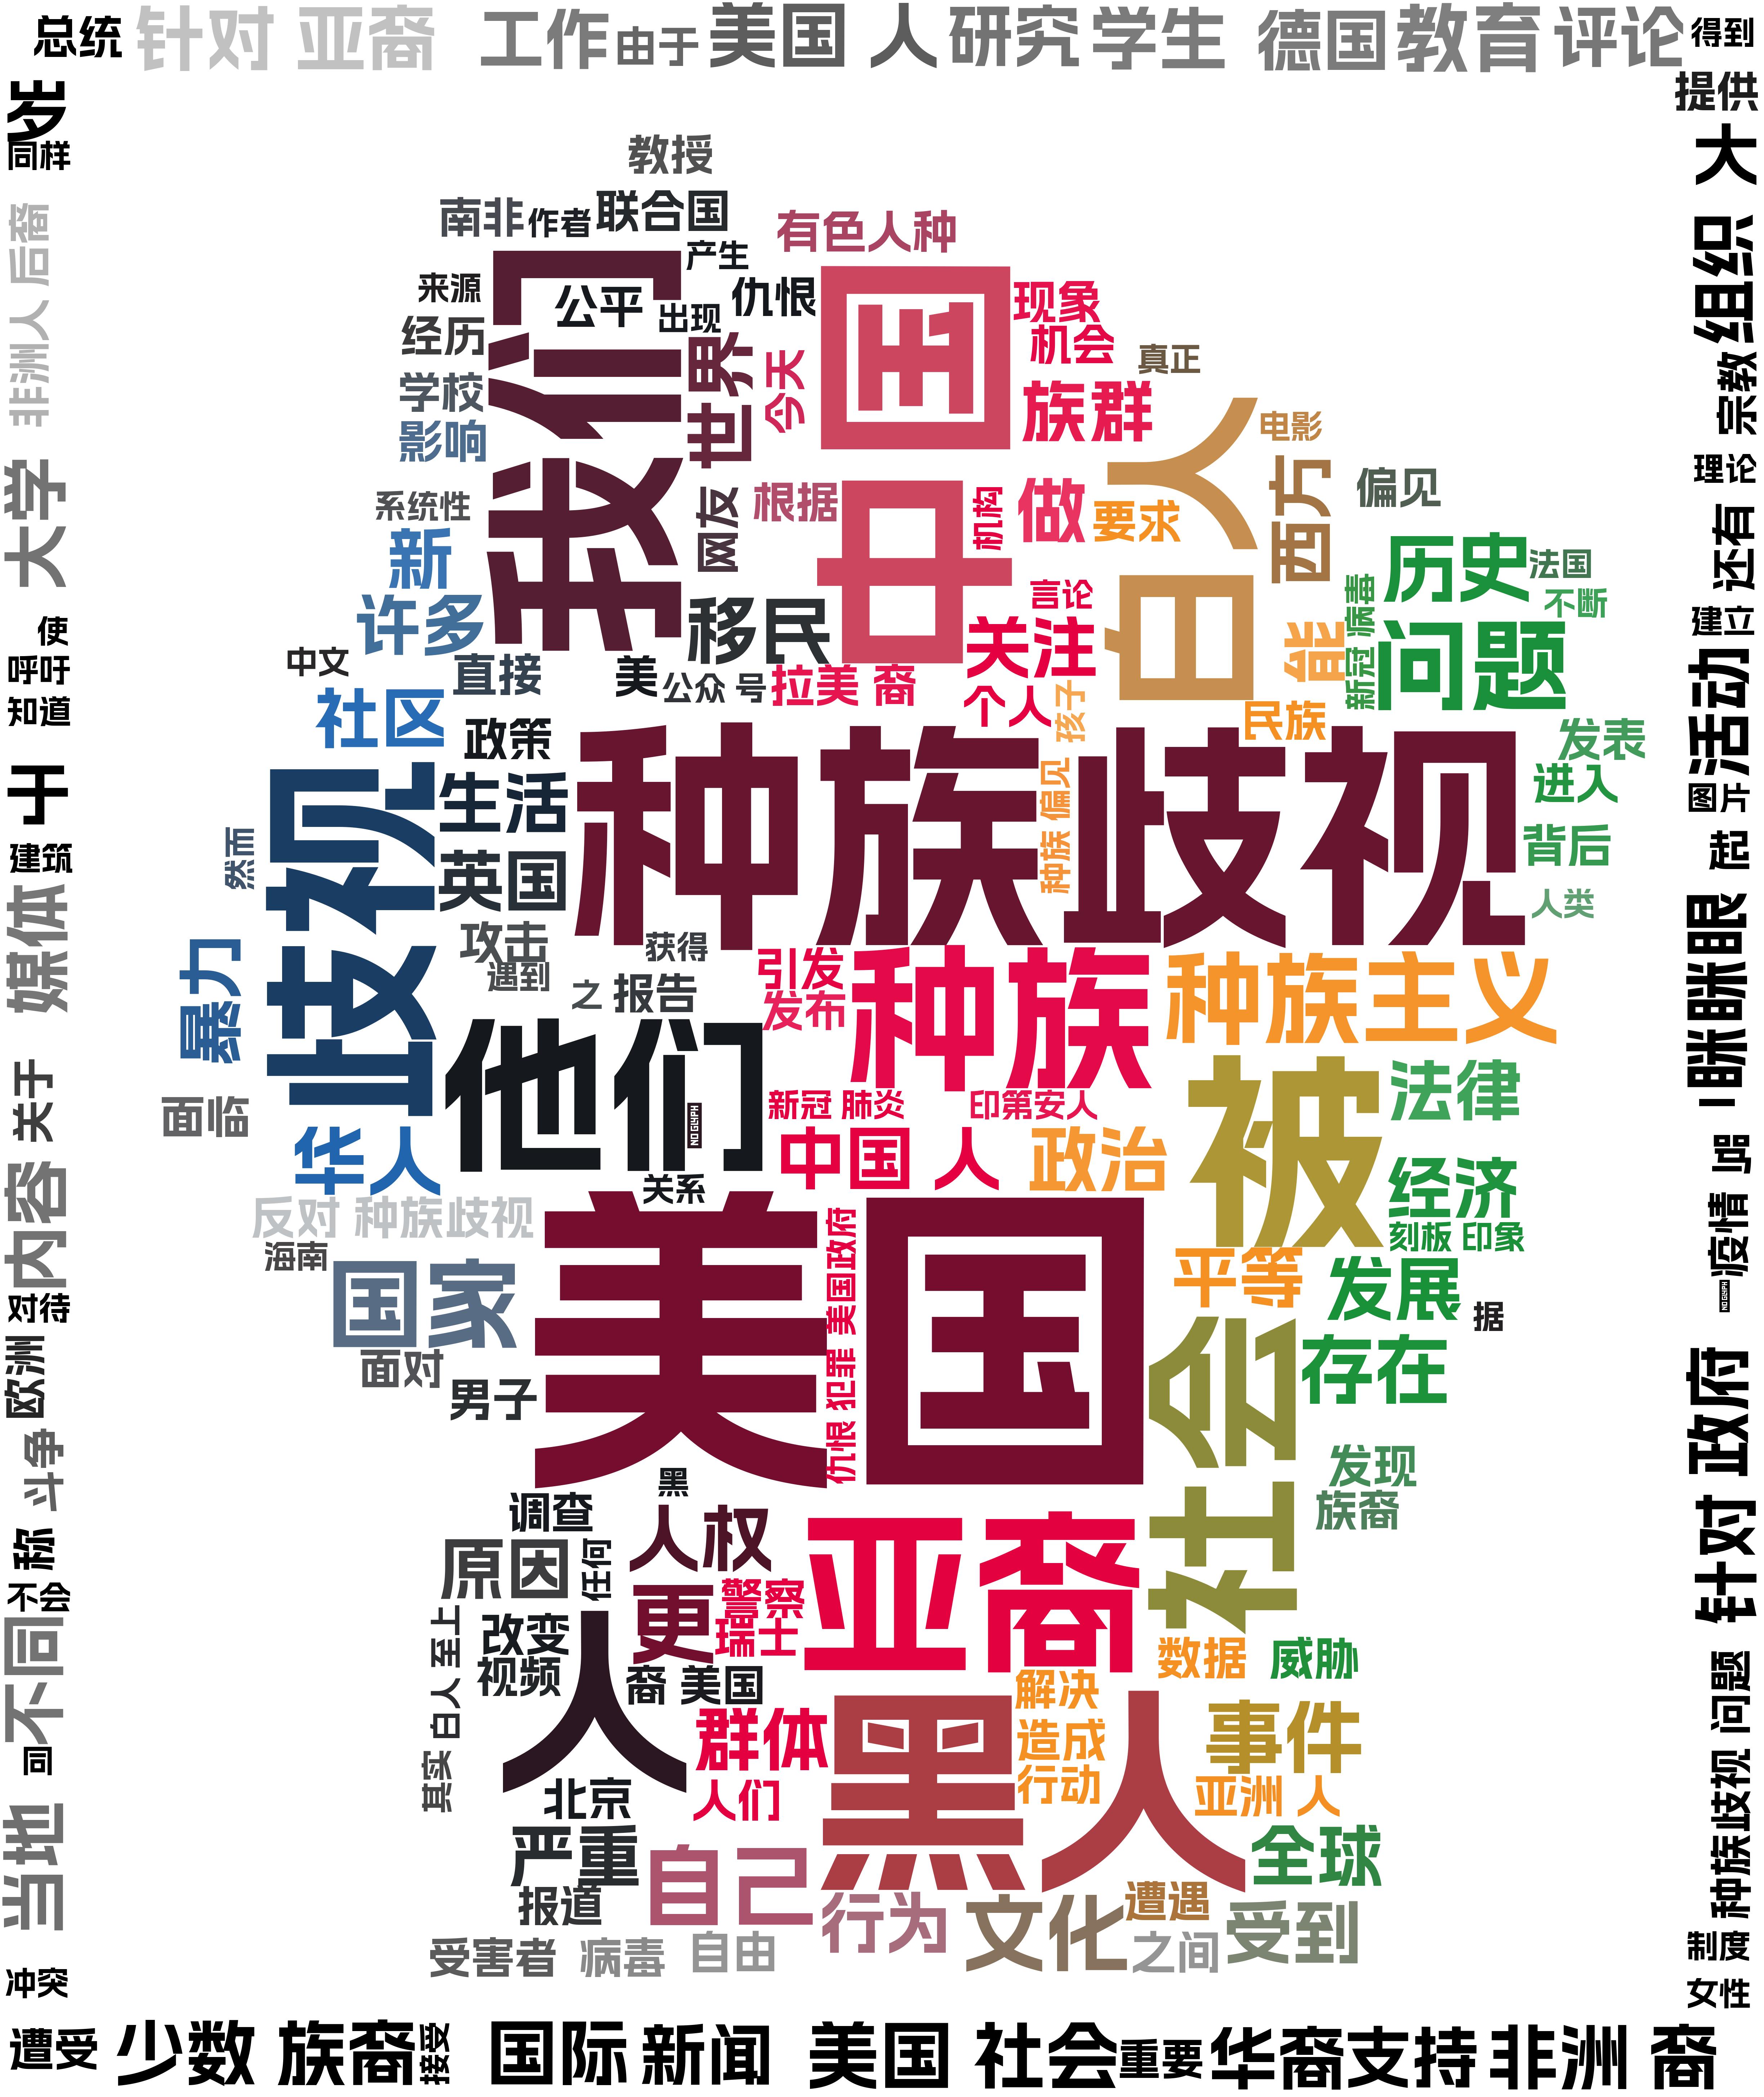 总统 针对 亚裔 工作 由于 美国 人 研究 学生 德国 教育 评论 得到
岁
同样
非洲人 后裔
大学
使
呼吁
知道
于
建筑
媒体
关于
内容
对待
欧洲
斗争
称
不会
不同
同
当地
冲突
教授
南非 作者 联合国
有色人种
产生
来源
公平
出现
仇恨
我们
世界
今天
中国
现象
机会
真正
经历
学校
影响
族群
白人
电影
西方
偏见
系统性
网友
根据
机构
做
要求
新
许多
移民
言论
关注
能
新冠 病毒
历史
法国
不断
问题
中文
直接
美
公众 号
拉美 裔
个人
孩子
民族
社区
政策
歧视
生活
英国
种族歧视
种族 偏见
发表
进入
背后
人类
然而
暴力
攻击
遇到
获得
之
报告
引发
发布
种族
种族主义
面临
华人
他们
NO GLYPH
新冠 肺炎
印第安人
中国 人
政治
被
法律
经济
刻板 印象
关系
反对 种族歧视
海南
国家
面对
男子
美国
仇恨 犯罪 美国政府
平等
发展
据
社会
存在
发现
族裔
黑
调查
人权
原因
任何
亚裔
更
警察
瑞士
白人 至上
改变
视频
人
裔 美国
数据
威胁
解决
群体
黑人
造成
行动
事件
其实
北京
人们
亚洲 人
严重
报道
自己
行为
文化
遭遇
全球
受到
受害者
病毒
自由
之间
提供
大
组织
宗教
理论
还有
建立
活动
图片
起
眯眯眼
一
中
疫情
NO GLYPH
政府
针对
问题
种族歧视
制度
女性
遭受 少数 族裔 接受 国际 新闻 美国 社会 重要 华裔 支持 非洲 裔